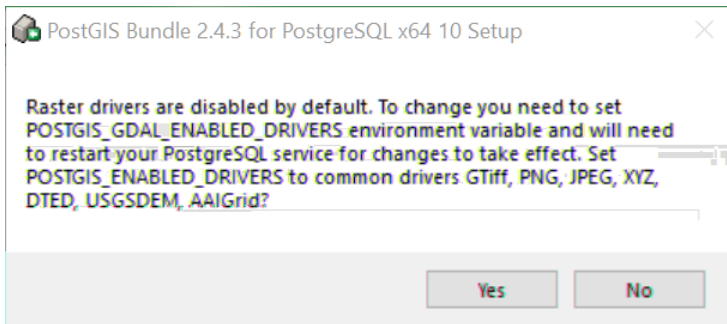 PostGIS Bundle 2.4.3 for PostgreSQL x64 10 Setup
Raster drivers are disabled by default. To change you need to set
POSTGIS_GDAL_ENABLED_DRIVERS environment variable and will need
to restart your PostgreSQL service for changes to take effect. Set
POSTGIS_ENABLED_DRIVERS to common drivers GTiff, PNG, JPEG, XYZ,
DTED, USGSDEM, AAIGrid?
Yes No